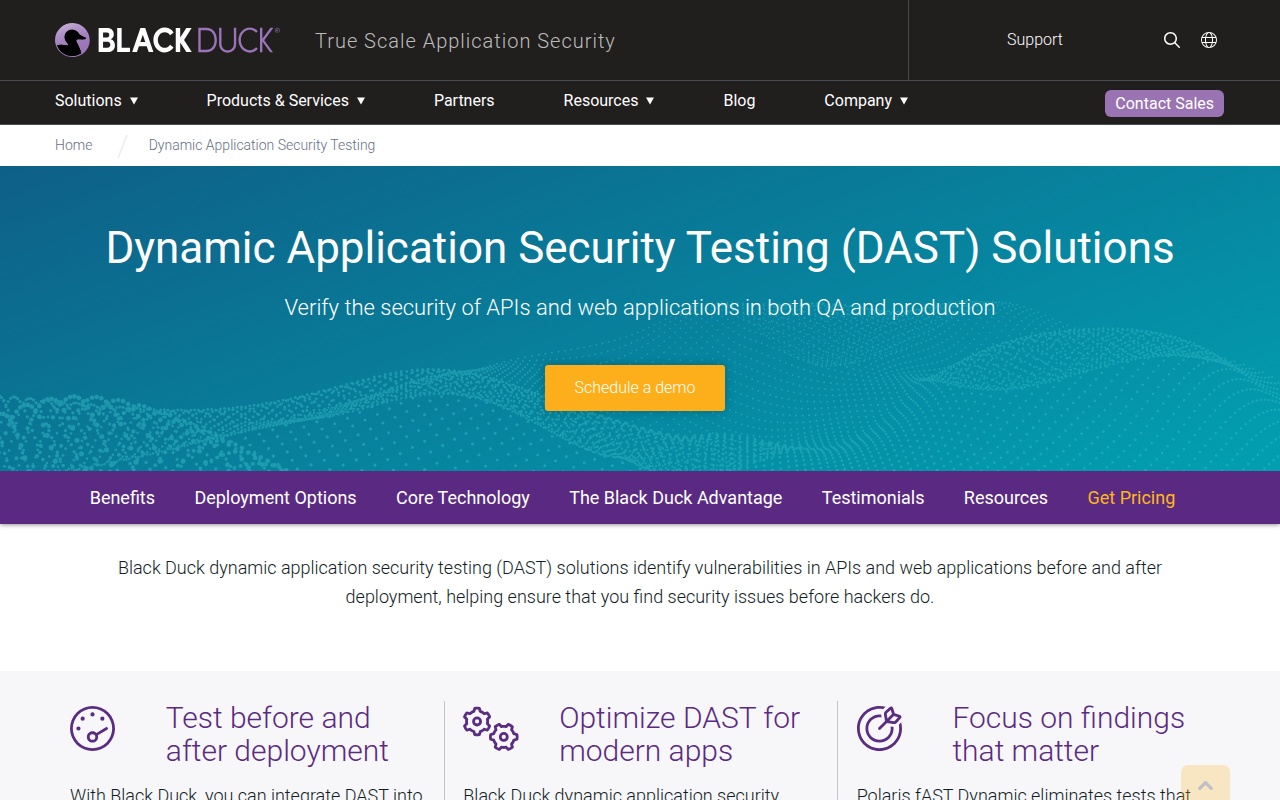 BLACK DUCK®
True Scale Application Security
Support
Solutions ▼
Products & Services ▼
Partners
Resources ▼
Blog
Company ▼
Contact Sales
Home
Dynamic Application Security Testing
Dynamic Application Security Testing (DAST) Solutions
Verify the security of APIs and web applications in both QA and production
Schedule a demo
Benefits
Deployment Options
Core Technology
The Black Duck Advantage
Testimonials
Resources
Get Pricing
Black Duck dynamic application security testing (DAST) solutions identify vulnerabilities in APIs and web applications before and after
deployment, helping ensure that you find security issues before hackers do.
Test before and
after deployment
With Black Duck, you can integrate DAST into
Optimize DAST for
modern apps
Black Duck dynamic application security
Focus on findings
that matter
Polaris fAST Dynamic eliminates tests that